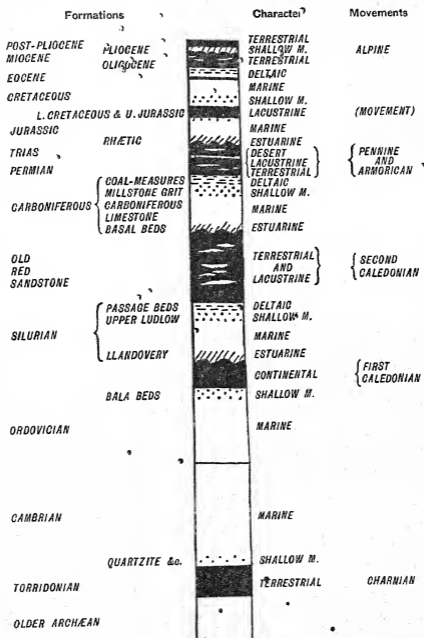 Formations Character Movements
TERRESTRIAL
POST-PLIOCENE PLIOCENE SHALLOW M. ALPINE
MIOCENE OLIGOCENE TERRESTRIAL
EOCENE DELTAIC
MARINE
CRETACEOUS SHALLOW M.
L. CRETACEOUS & U. JURASSIC LACUSTRINE (MOVEMENT)
JURASSIC MARINE
RHÆTIC ESTUARINE
TRIAS DESERT PENNINE
LACUSTRINE AND
PERMIAN TERRESTRIAL ARMORICAN
COAL-MEASURES DELTAIC
MILLSTONE GRIT SHALLOW M.
CARBONIFEROUS CARBONIFEROUS MARINE
LIMESTONE
BASAL BEDS ESTUARINE
OLD TERRESTRIAL SECOND
RED AND CALEDONIAN
SANDSTONE LACUSTRINE
PASSAGE BEDS DELTAIC
UPPER LUDLOW SHALLOW M.
SILURIAN MARINE
LLANDOVERY ESTUARINE
CONTINENTAL FIRST
CALEDONIAN
BALA BEDS SHALLOW M.
ORDOVICIAN MARINE
CAMBRIAN MARINE
QUARTZITE &c. SHALLOW M.
TORRIDONIAN TERRESTRIAL CHARNIAN
OLDER ARCHÆAN